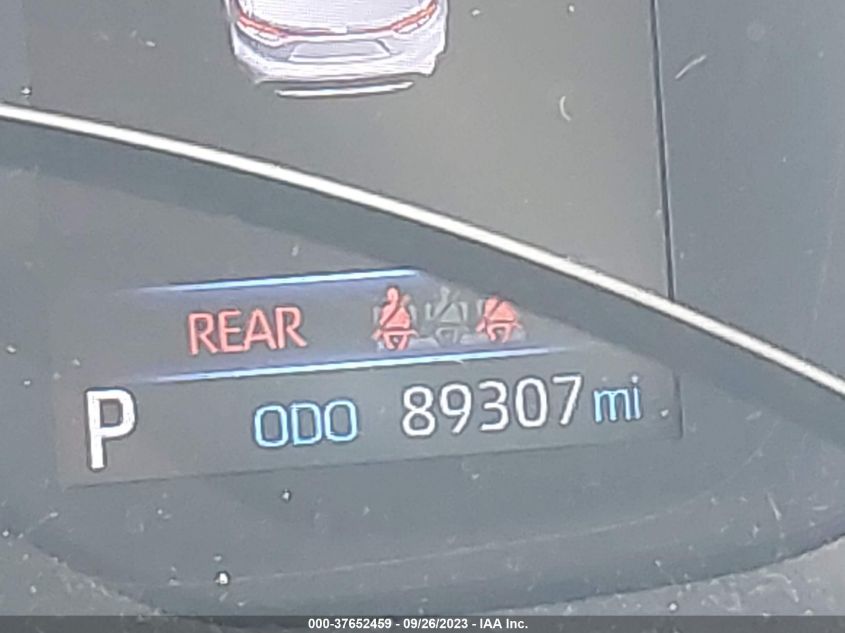 REAR
P ODO 89307 mi
000-37652459 - 09/26/2023 - IAA Inc.